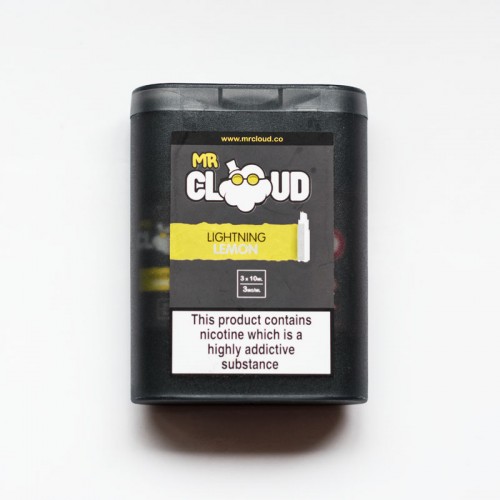 www.mrcloud.co
MR
CLOUD
LIGHTNING
LEMON
3 x 10ML
This product contains
nicotine which is a
highly addictive
substance